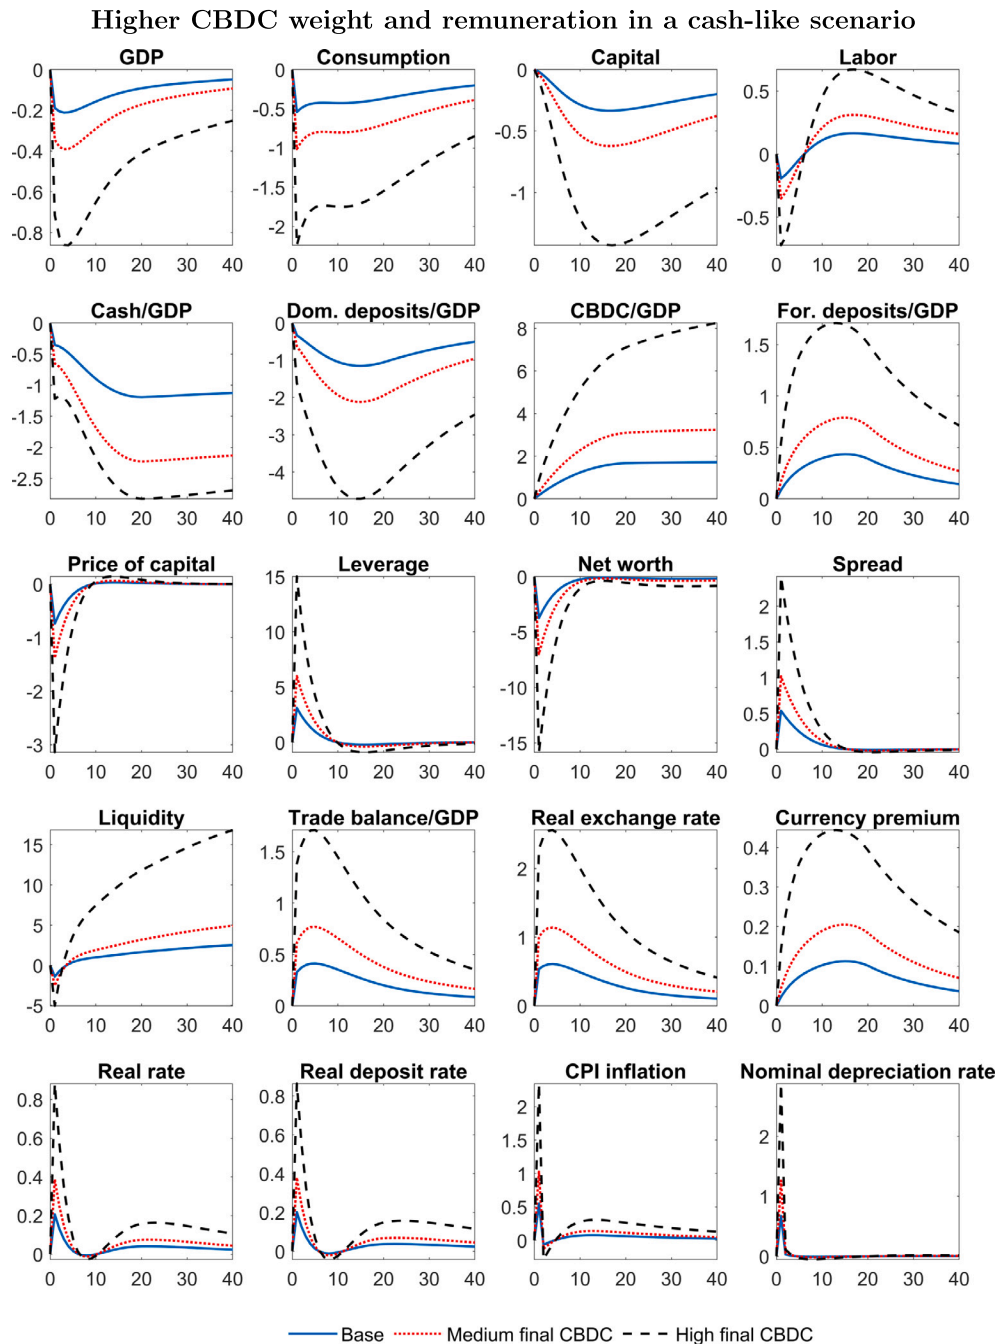 Higher CBDC weight and remuneration in a cash-like scenario
GDP Consumption Capital Labor
0 -0.2 -0.4 -0.6 -0.8
0 -0.5 -1 -1.5 -2
0 -0.5 -1
0.5 0 -0.5
0 10 20 30 40 0 10 20 30 40 0 10 20 30 40 0 10 20 30 40
Cash/GDP Dom. deposits/GDP CBDC/GDP For. deposits/GDP
0 -0.5 -1 -1.5 -2 -2.5
0 -1 -2 -3 -4
8 6 4 2 0
1.5 1 0.5 0
0 10 20 30 40 0 10 20 30 40 0 10 20 30 40 0 10 20 30 40
Price of capital Leverage Net worth Spread
0 -1 -2 -3
15 10 5 0
0 -5 -10 -15
2 1.5 1 0.5 0
0 10 20 30 40 0 10 20 30 40 0 10 20 30 40 0 10 20 30 40
Liquidity Trade balance/GDP Real exchange rate Currency premium
15 10 5 0 -5
1.5 1 0.5 0
2 1 0
0.4 0.3 0.2 0.1 0
0 10 20 30 40 0 10 20 30 40 0 10 20 30 40 0 10 20 30 40
Real rate Real deposit rate CPI inflation Nominal depreciation rate
0.8 0.6 0.4 0.2 0
0.8 0.6 0.4 0.2 0
2 1.5 1 0.5 0
2 1 0
0 10 20 30 40 0 10 20 30 40 0 10 20 30 40 0 10 20 30 40
Base Medium final CBDC High final CBDC